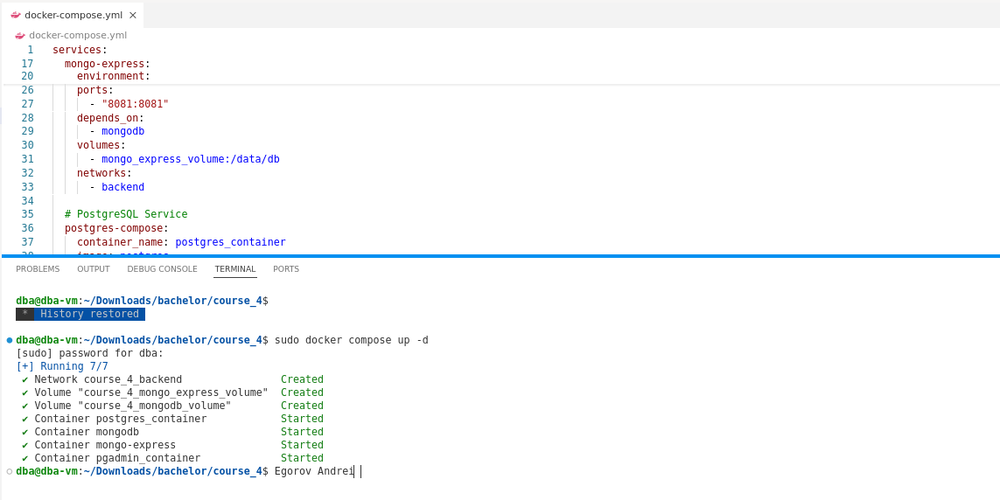 docker-compose.yml ×
docker-compose.yml
1 services:
17 mongo-express:
20 environment:
26 ports:
27 - "8081:8081"
28 depends_on:
29 - mongodb
30 volumes:
31 - mongo_express_volume:/data/db
32 networks:
33 - backend
34
35 # PostgreSQL Service
36 postgres-compose:
37 container_name: postgres_container
38 image: postgres
PROBLEMS OUTPUT DEBUG CONSOLE TERMINAL PORTS
dba@dba-vm:~/Downloads/bachelor/course_4$
* History restored
dba@dba-vm:~/Downloads/bachelor/course_4$ sudo docker compose up -d
[sudo] password for dba:
[+] Running 7/7
✔ Network course_4_backend Created
✔ Volume "course_4_mongo_express_volume" Created
✔ Volume "course_4_mongodb_volume" Created
✔ Container postgres_container Started
✔ Container mongodb Started
✔ Container mongo-express Started
✔ Container pgadmin_container Started
dba@dba-vm:~/Downloads/bachelor/course_4$ Egorov Andrei